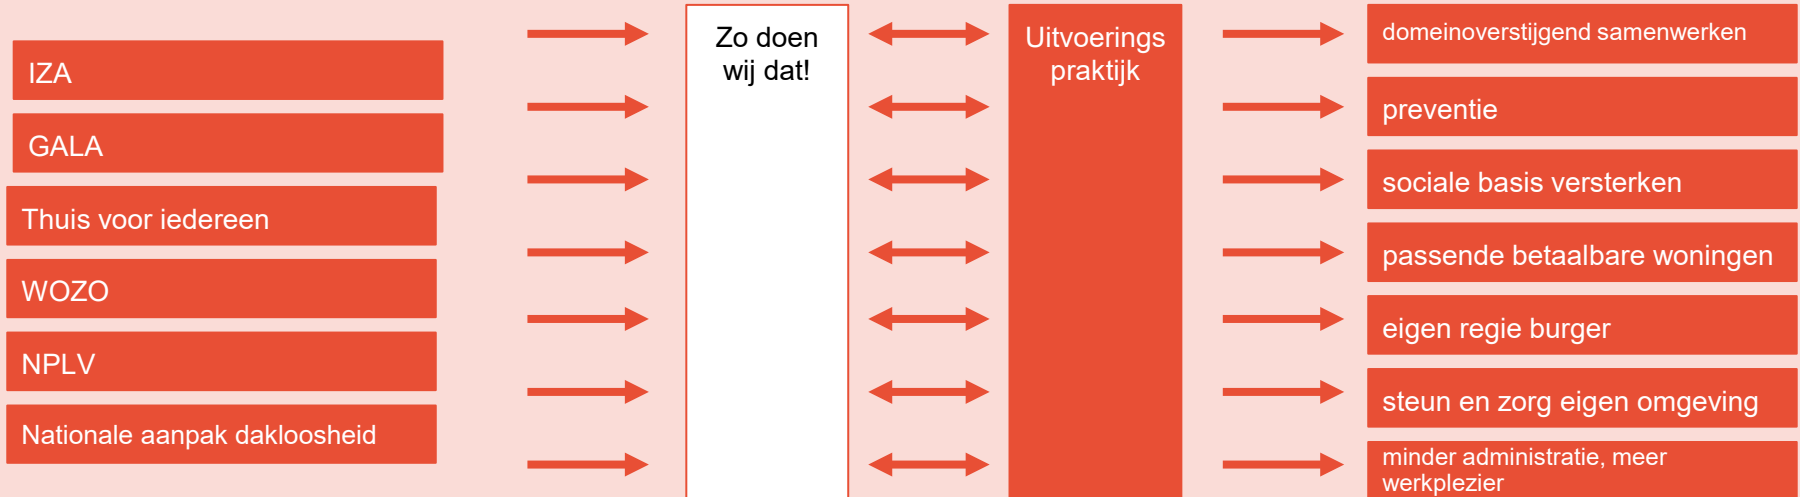 IZA
GALA
Thuis voor iedereen
WOZO
NPLV
Nationale aanpak dakloosheid
Zo doen
wij dat!
Uitvoerings
praktijk
domeinoverstijgend samenwerken
preventie
sociale basis versterken
passende betaalbare woningen
eigen regie burger
steun en zorg eigen omgeving
minder administratie, meer
werkplezier